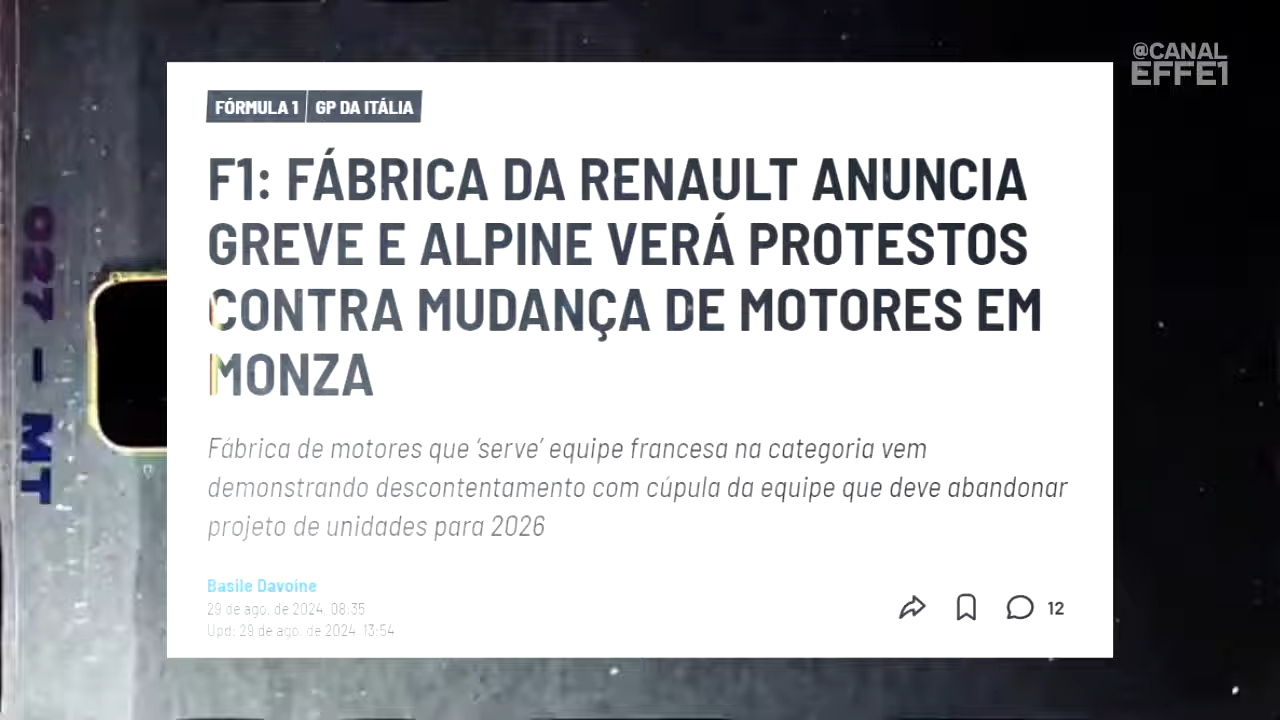 @CANAL
EFFE1
FÓRMULA 1 GP DA ITÁLIA
F1: FÁBRICA DA RENAULT ANUNCIA
GREVE E ALPINE VERÁ PROTESTOS
CONTRA MUDANÇA DE MOTORES EM
MONZA
Fábrica de motores que ‘serve’ equipe francesa na categoria vem
demonstrando descontentamento com cúpula da equipe que deve abandonar
projeto de unidades para 2026
Basile Davoine
29 de ago. de 2024, 08:35
Upd: 29 de ago. de 2024, 13:54
12
027 — MT